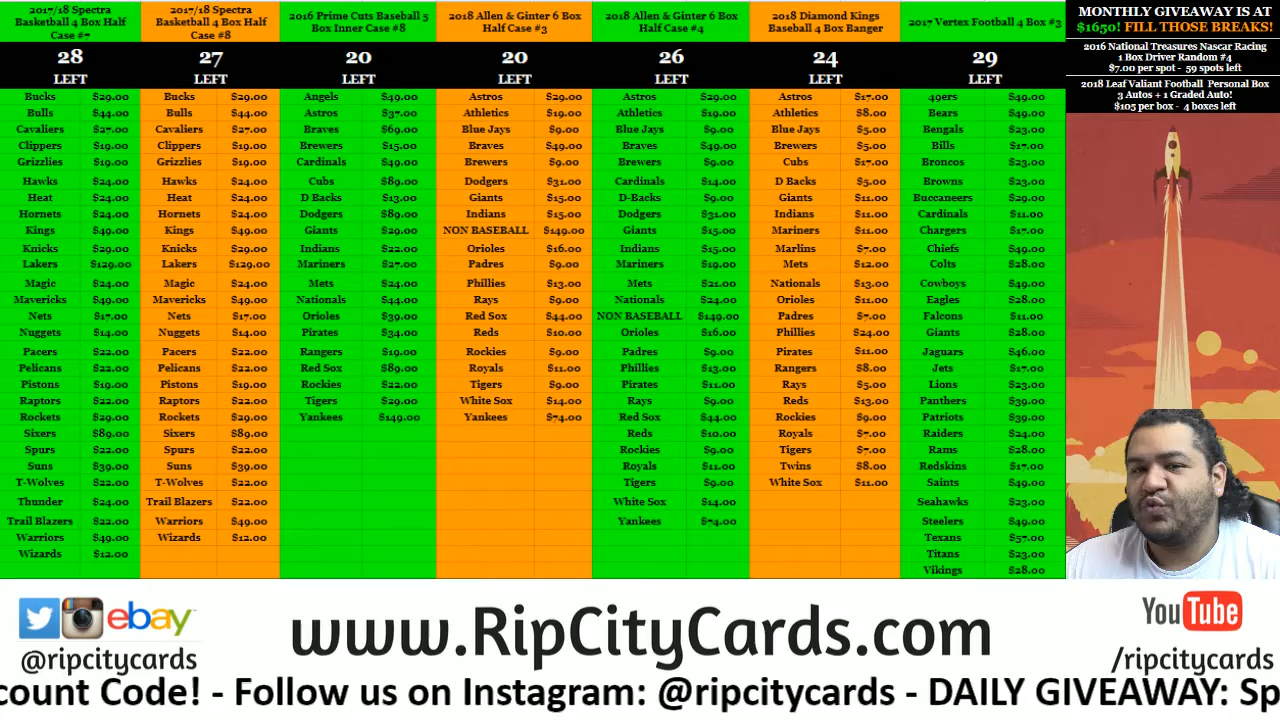 2017/18 Spectra
Basketball 4 Box Half
Case #7
28
LEFT
Bucks $29.00
Bulls $44.00
Cavaliers $27.00
Clippers $19.00
Grizzlies $19.00
Hawks $24.00
Heat $24.00
Hornets $24.00
Kings $49.00
Knicks $29.00
Lakers $129.00
Magic $24.00
Mavericks $49.00
Nets $17.00
Nuggets $14.00
Pacers $22.00
Pelicans $22.00
Pistons $19.00
Raptors $22.00
Rockets $29.00
Sixers $89.00
Spurs $22.00
Suns $39.00
T-Wolves $22.00
Thunder $24.00
Trail Blazers $22.00
Warriors $49.00
Wizards $12.00
2017/18 Spectra
Basketball 4 Box Half
Case #8
27
LEFT
Bucks $29.00
Bulls $44.00
Cavaliers $27.00
Clippers $19.00
Grizzlies $19.00
Hawks $24.00
Heat $24.00
Hornets $24.00
Kings $49.00
Knicks $29.00
Lakers $129.00
Magic $24.00
Mavericks $49.00
Nets $17.00
Nuggets $14.00
Pacers $22.00
Pelicans $22.00
Pistons $19.00
Raptors $22.00
Rockets $29.00
Sixers $89.00
Spurs $22.00
Suns $39.00
T-Wolves $22.00
Trail Blazers $22.00
Warriors $49.00
Wizards $12.00
2016 Prime Cuts Baseball 5
Box Inner Case #8
20
LEFT
Angels $49.00
Astros $37.00
Braves $69.00
Brewers $15.00
Cardinals $49.00
Cubs $89.00
D Backs $13.00
Dodgers $89.00
Giants $29.00
Indians $22.00
Mariners $27.00
Mets $24.00
Nationals $44.00
Orioles $39.00
Pirates $34.00
Rangers $19.00
Red Sox $89.00
Rockies $22.00
Tigers $29.00
Yankees $149.00
2018 Allen & Ginter 6 Box
Half Case #3
20
LEFT
Astros $29.00
Athletics $19.00
Blue Jays $9.00
Braves $49.00
Brewers $9.00
Dodgers $31.00
Giants $15.00
Indians $15.00
NON BASEBALL $149.00
Orioles $16.00
Padres $9.00
Phillies $13.00
Rays $9.00
Red Sox $44.00
Reds $10.00
Rockies $9.00
Royals $11.00
Tigers $9.00
White Sox $14.00
Yankees $74.00
2018 Allen & Ginter 6 Box
Half Case #4
26
LEFT
Astros $29.00
Athletics $19.00
Blue Jays $9.00
Braves $49.00
Brewers $9.00
Cardinals $14.00
D-Backs $9.00
Dodgers $31.00
Giants $15.00
Indians $15.00
Mariners $19.00
Mets $21.00
Nationals $24.00
NON BASEBALL $149.00
Orioles $16.00
Padres $9.00
Phillies $13.00
Pirates $11.00
Rays $9.00
Red Sox $44.00
Reds $10.00
Rockies $9.00
Royals $11.00
Tigers $9.00
White Sox $14.00
Yankees $74.00
2018 Diamond Kings
Baseball 4 Box Banger
24
LEFT
Astros $17.00
Athletics $8.00
Blue Jays $5.00
Brewers $5.00
Cubs $17.00
D Backs $5.00
Giants $11.00
Indians $11.00
Mariners $11.00
Marlins $7.00
Mets $12.00
Nationals $13.00
Orioles $11.00
Padres $7.00
Phillies $24.00
Pirates $11.00
Rangers $8.00
Rays $5.00
Reds $13.00
Rockies $9.00
Royals $7.00
Tigers $7.00
Twins $8.00
White Sox $11.00
2017 Vertex Football 4 Box #3
29
LEFT
49ers $49.00
Bears $49.00
Bengals $23.00
Bills $17.00
Broncos $23.00
Browns $23.00
Buccaneers $29.00
Cardinals $11.00
Chargers $17.00
Chiefs $49.00
Colts $28.00
Cowboys $49.00
Eagles $28.00
Falcons $11.00
Giants $28.00
Jaguars $46.00
Jets $17.00
Lions $23.00
Panthers $39.00
Patriots $39.00
Raiders $24.00
Rams $28.00
Redskins $17.00
Saints $49.00
Seahawks $23.00
Steelers $49.00
Texans $57.00
Titans $23.00
Vikings $28.00
MONTHLY GIVEAWAY IS AT
$1650! FILL THOSE BREAKS!
2016 National Treasures Nascar Racing
1 Box Driver Random #4
$7.00 per spot - 59 spots left
2018 Leaf Valiant Football Personal Box
3 Autos + 1 Graded Auto!
$105 per box - 4 boxes left
ebay
@ripcitycards
www.RipCityCards.com
YouTube
/ripcitycards
count Code! - Follow us on Instagram: @ripcitycards - DAILY GIVEAWAY: Sp